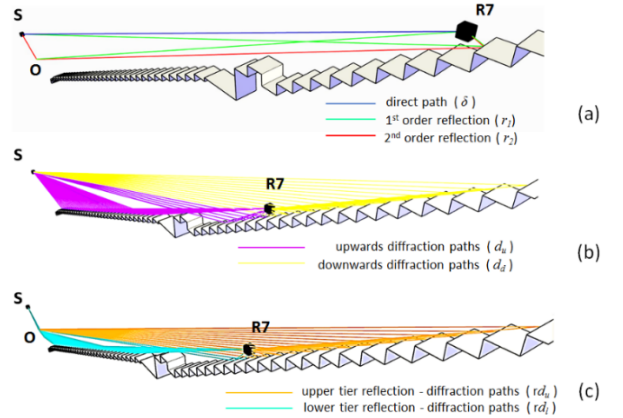 S
R7
O
direct path ( δ̄ )
1st order reflection ( r1 )
2nd order reflection ( r2 )
(a)
S
R7
upwards diffraction paths ( du )
downwards diffraction paths ( dd )
(b)
S
O
R7
upper tier reflection - diffraction paths ( rdu )
lower tier reflection - diffraction paths ( rdl )
(c)